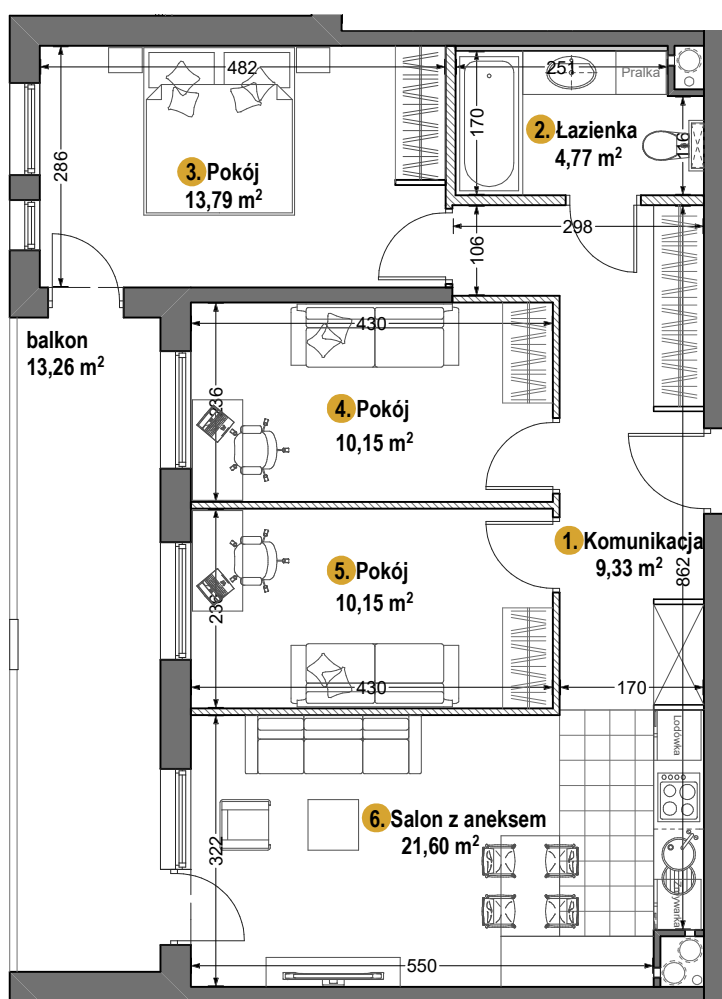 482
286
3. Pokój
13,79 m²
251
Pralka
170
2. Łazienka
4,77 m²
116
298
106
balkon
13,26 m²
430
236
4. Pokój
10,15 m²
1. Komunikacja
9,33 m²
862
5. Pokój
10,15 m²
430
170
Lodówka
6. Salon z aneksem
21,60 m²
322
Zmywarka
550